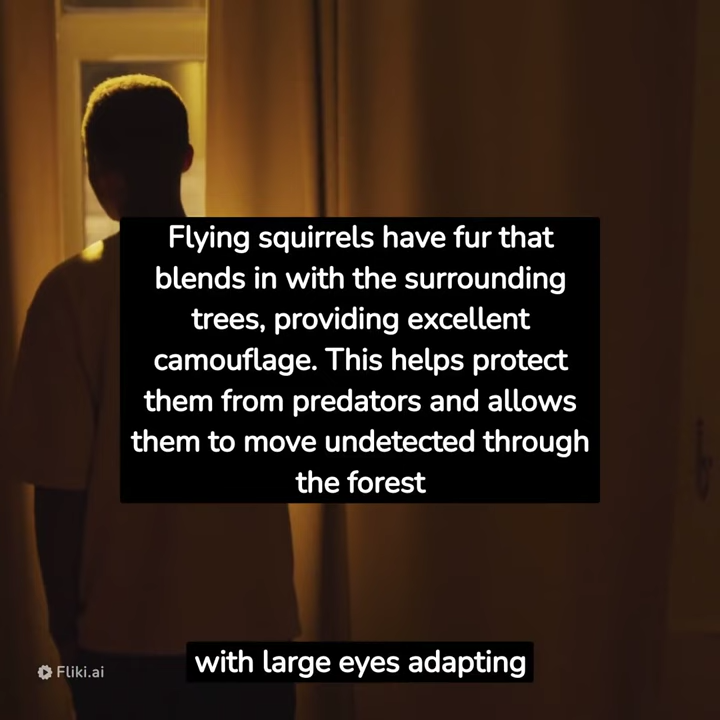 Flying squirrels have fur that
blends in with the surrounding
trees, providing excellent
camouflage. This helps protect
them from predators and allows
them to move undetected through
the forest
with large eyes adapting
Fliki.ai